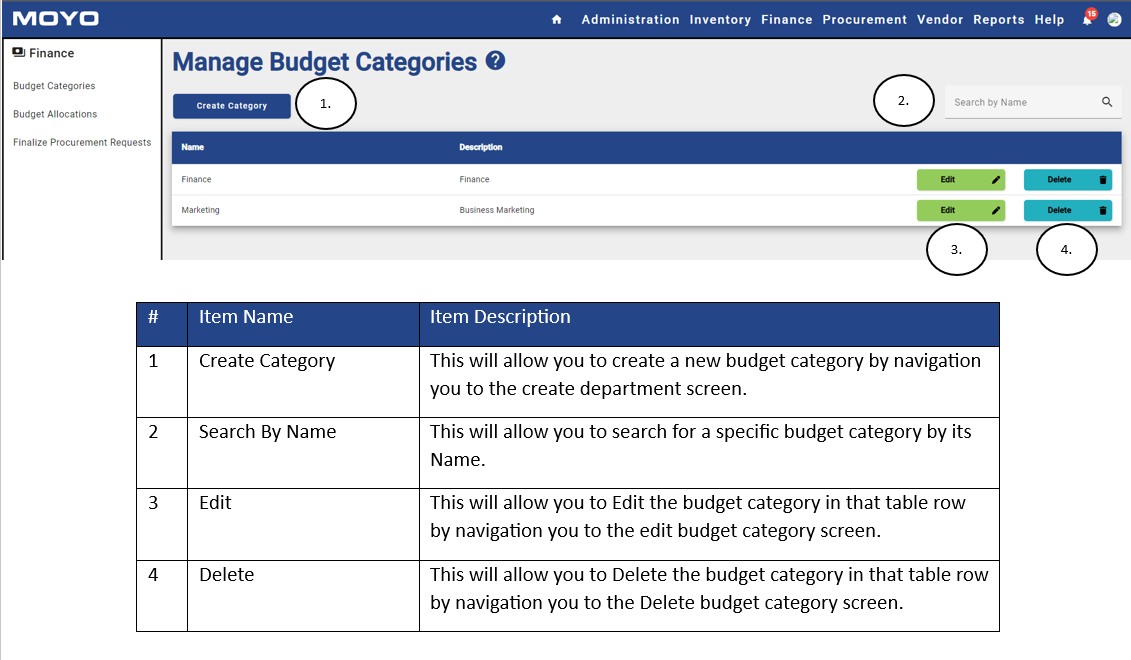 MOYO
Administration Inventory Finance Procurement Vendor Reports Help 15
Finance
Budget Categories
Budget Allocations
Finalize Procurement Requests
Manage Budget Categories ?
Create Category
1.
2.
Search by Name
Name Description
Finance Finance Edit Delete
Marketing Business Marketing Edit Delete
3.
4.
# Item Name Item Description
1 Create Category This will allow you to create a new budget category by navigation
you to the create department screen.
2 Search By Name This will allow you to search for a specific budget category by its
Name.
3 Edit This will allow you to Edit the budget category in that table row
by navigation you to the edit budget category screen.
4 Delete This will allow you to Delete the budget category in that table row
by navigation you to the Delete budget category screen.